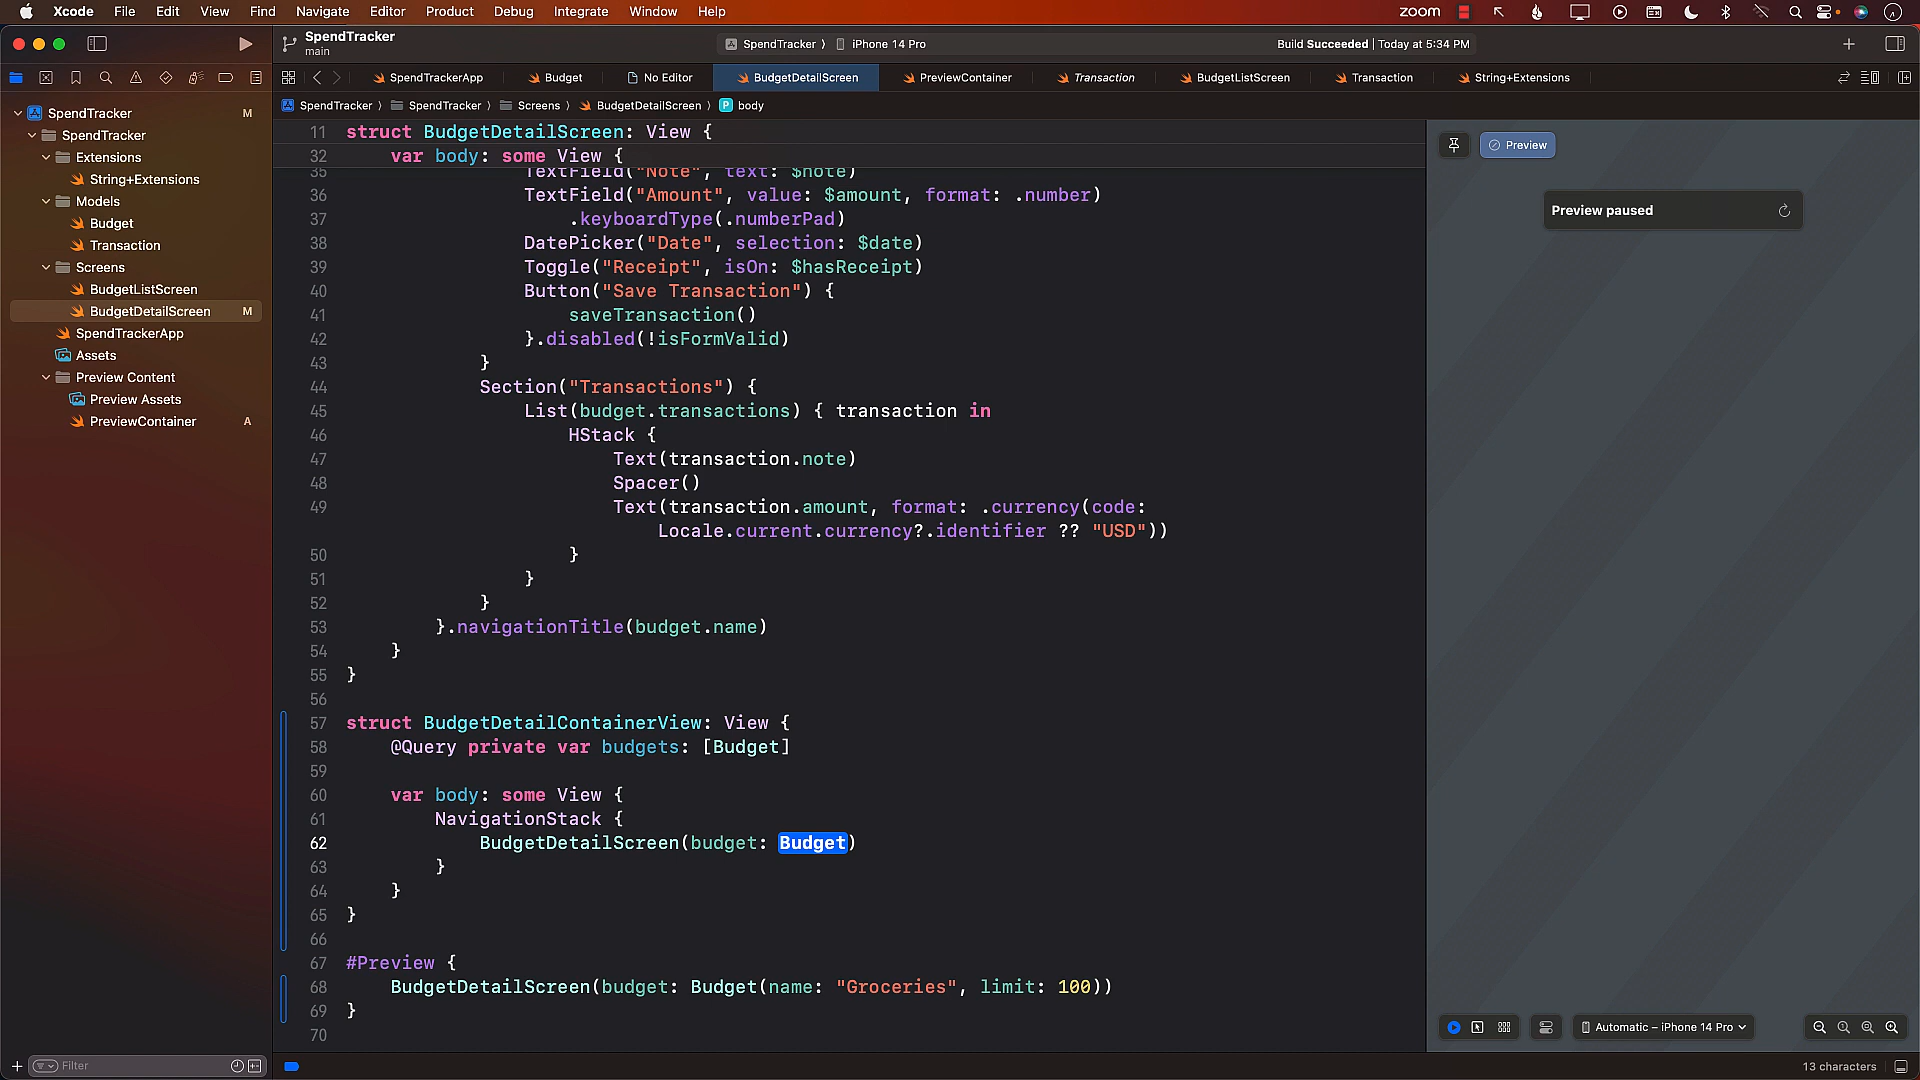 Xcode File Edit View Find Navigate Editor Product Debug Integrate Window Help zoom
SpendTracker
main
SpendTracker iPhone 14 Pro
Build Succeeded | Today at 5:34 PM
SpendTrackerApp Budget No Editor BudgetDetailScreen PreviewContainer Transaction BudgetListScreen Transaction String+Extensions
SpendTracker SpendTracker Screens BudgetDetailScreen P body
SpendTracker M
SpendTracker
Extensions
String+Extensions
Models
Budget
Transaction
Screens
BudgetListScreen
BudgetDetailScreen M
SpendTrackerApp
Assets
Preview Content
Preview Assets
PreviewContainer A
Filter
11 struct BudgetDetailScreen: View {
32 var body: some View {
35 TextField("Note", text: $note)
36 TextField("Amount", value: $amount, format: .number)
37 .keyboardType(.numberPad)
38 DatePicker("Date", selection: $date)
39 Toggle("Receipt", isOn: $hasReceipt)
40 Button("Save Transaction") {
41 saveTransaction()
42 }.disabled(!isFormValid)
43 }
44 Section("Transactions") {
45 List(budget.transactions) { transaction in
46 HStack {
47 Text(transaction.note)
48 Spacer()
49 Text(transaction.amount, format: .currency(code:
Locale.current.currency?.identifier ?? "USD"))
50 }
51 }
52 }
53 }.navigationTitle(budget.name)
54 }
55 }
56
57 struct BudgetDetailContainerView: View {
58 @Query private var budgets: [Budget]
59
60 var body: some View {
61 NavigationStack {
62 BudgetDetailScreen(budget: Budget)
63 }
64 }
65 }
66
67 #Preview {
68 BudgetDetailScreen(budget: Budget(name: "Groceries", limit: 100))
69 }
70
Preview
Preview paused
Automatic – iPhone 14 Pro
13 characters